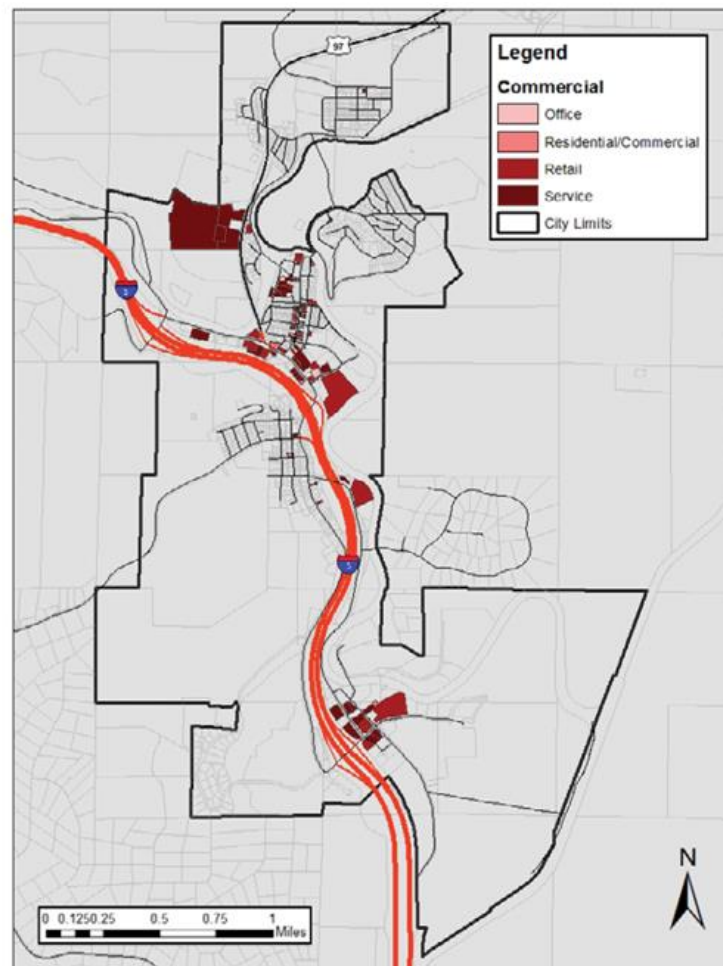 97
Legend
Commercial
Office
Residential/Commercial
Retail
Service
City Limits
5
5
N
0 0.1250.25 0.5 0.75 1
Miles